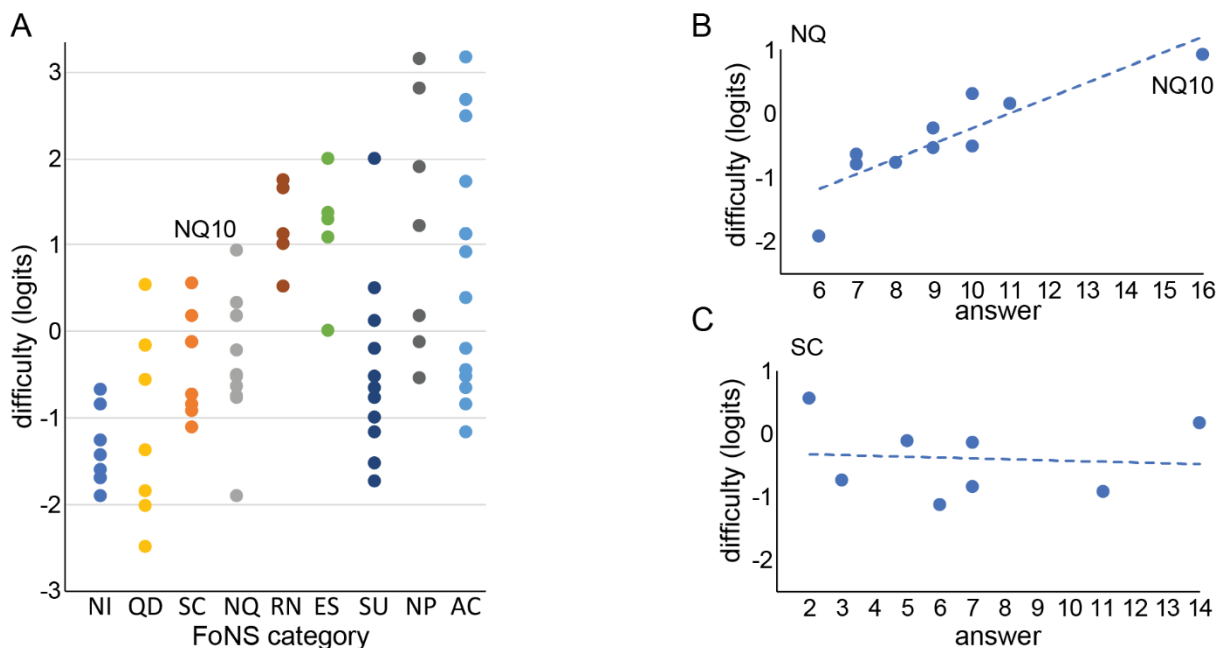 A
difficulty (logits)
3
2
1
0
-1
-2
-3
NQ10
NI QD SC NQ RN ES SU NP AC
FoNS category
B
NQ
difficulty (logits)
1
0
-1
-2
NQ10
6 7 8 9 10 11 12 13 14 15 16
answer
C
SC
difficulty (logits)
1
0
-1
-2
2 3 4 5 6 7 8 9 10 11 12 13 14
answer